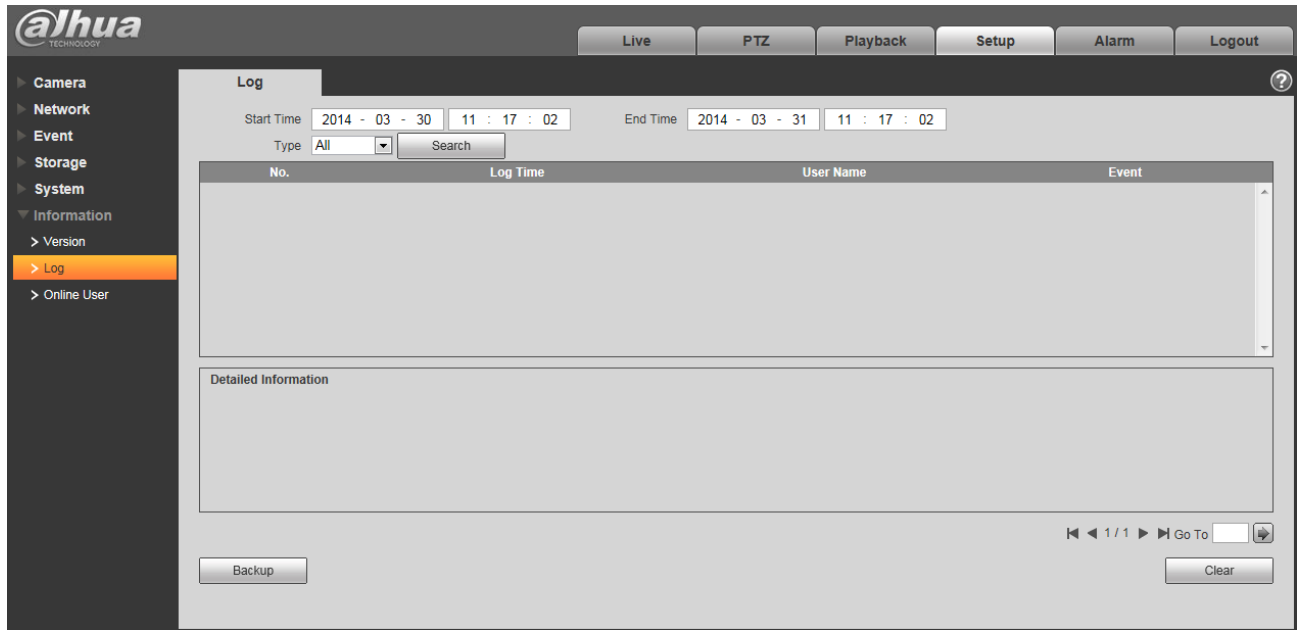 alhua
TECHNOLOGY
Live PTZ Playback Setup Alarm Logout
Camera
Network
Event
Storage
System
Information
> Version
> Log
> Online User
Log
?
Start Time 2014 - 03 - 30 11 : 17 : 02 End Time 2014 - 03 - 31 11 : 17 : 02
Type All Search
No. Log Time User Name Event
Detailed Information
1 / 1 Go To
Backup Clear